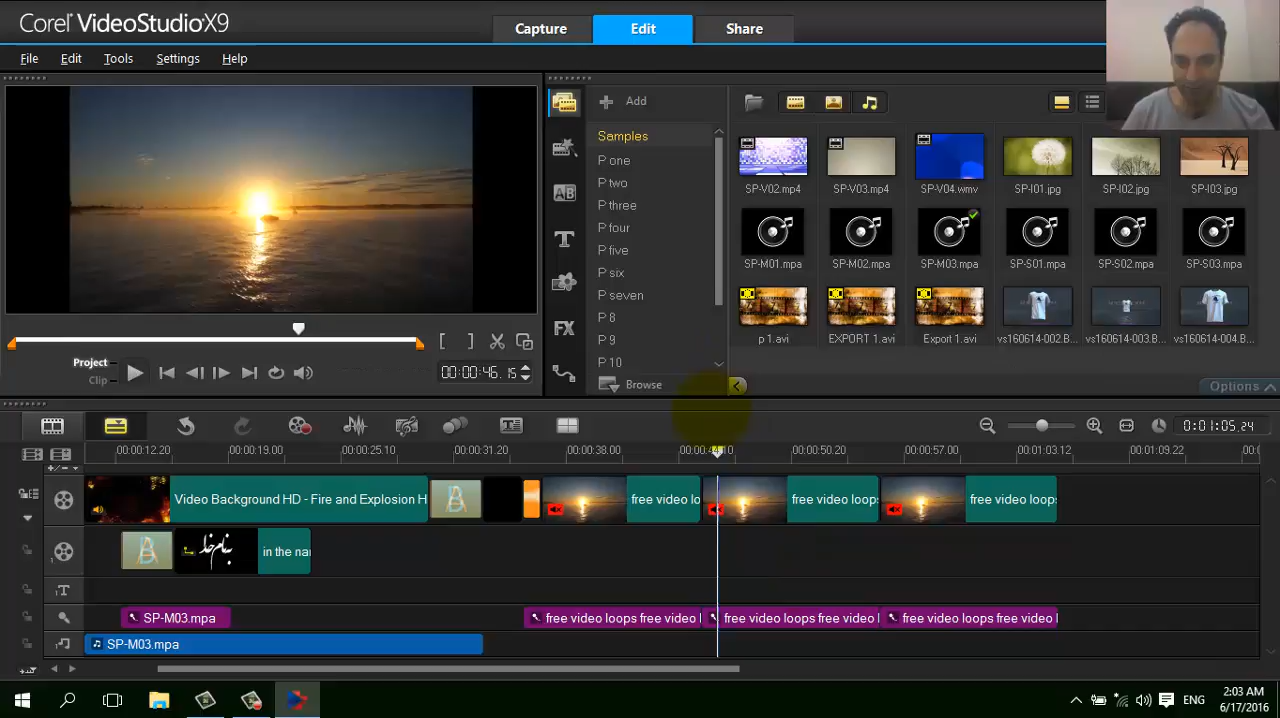 Corel® VideoStudio® X9
Capture Edit Share
File Edit Tools Settings Help
Add
Samples
P one
P two
P three
P four
P five
P six
P seven
P 8
P 9
P 10
Browse
SP-V02.mp4 SP-V03.mp4 SP-V04.wmv SP-I01.jpg SP-I02.jpg SP-I03.jpg
SP-M01.mpa SP-M02.mpa SP-M03.mpa SP-S01.mpa SP-S02.mpa SP-S03.mpa
p 1.avi EXPORT 1.avi Export 1.avi vs160614-002.B... vs160614-003.B... vs160614-004.B...
Options
Project
Clip
00:00:46.15
0:01:05.24
00:00:12.20 00:00:19.00 00:00:25.10 00:00:31.20 00:00:38.00 00:00:44.10 00:00:50.20 00:00:57.00 00:01:03.12 00:01:09.22
Video Background HD - Fire and Explosion H
free video lo
free video loops
free video loops
بنام خدا
in the nar
SP-M03.mpa
free video loops free video l
free video loops free video l
free video loops free video l
SP-M03.mpa
ENG
2:03 AM
6/17/2016